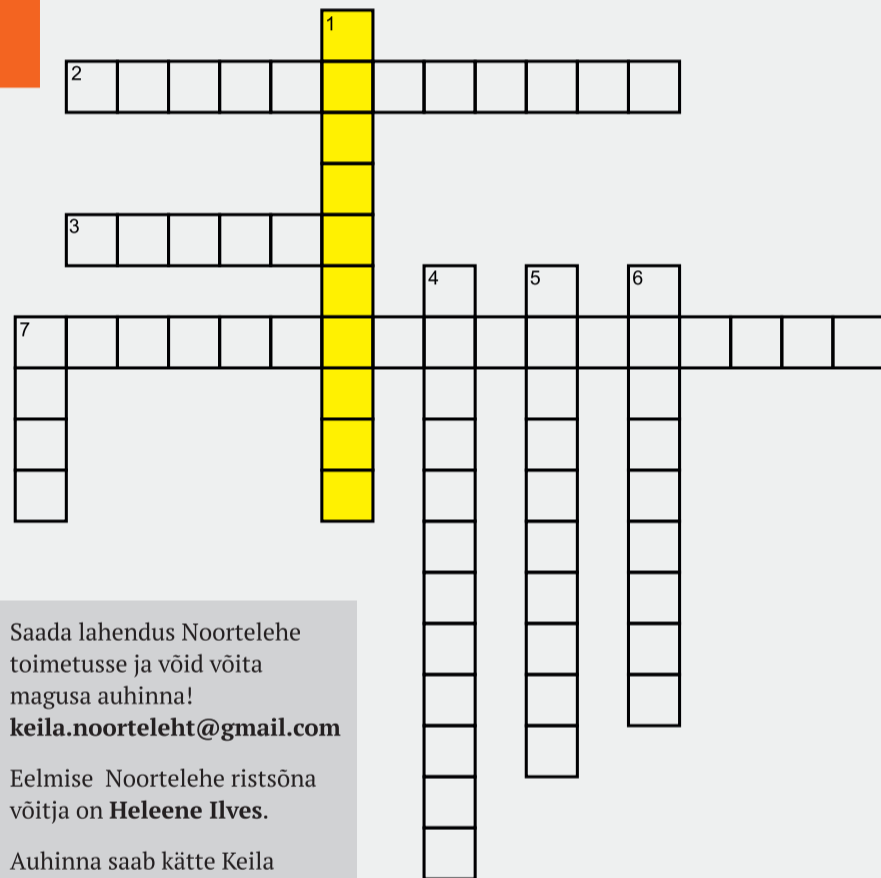 1
2
3
4 5 6
7
Saada lahendus Noortelehe
toimetusse ja võid võita
magusa auhinna!
keila.noorteleht@gmail.com
Eelmise Noortelehe ristsõna
võitja on Heleene Ilves.
Auhinna saab kätte Keila